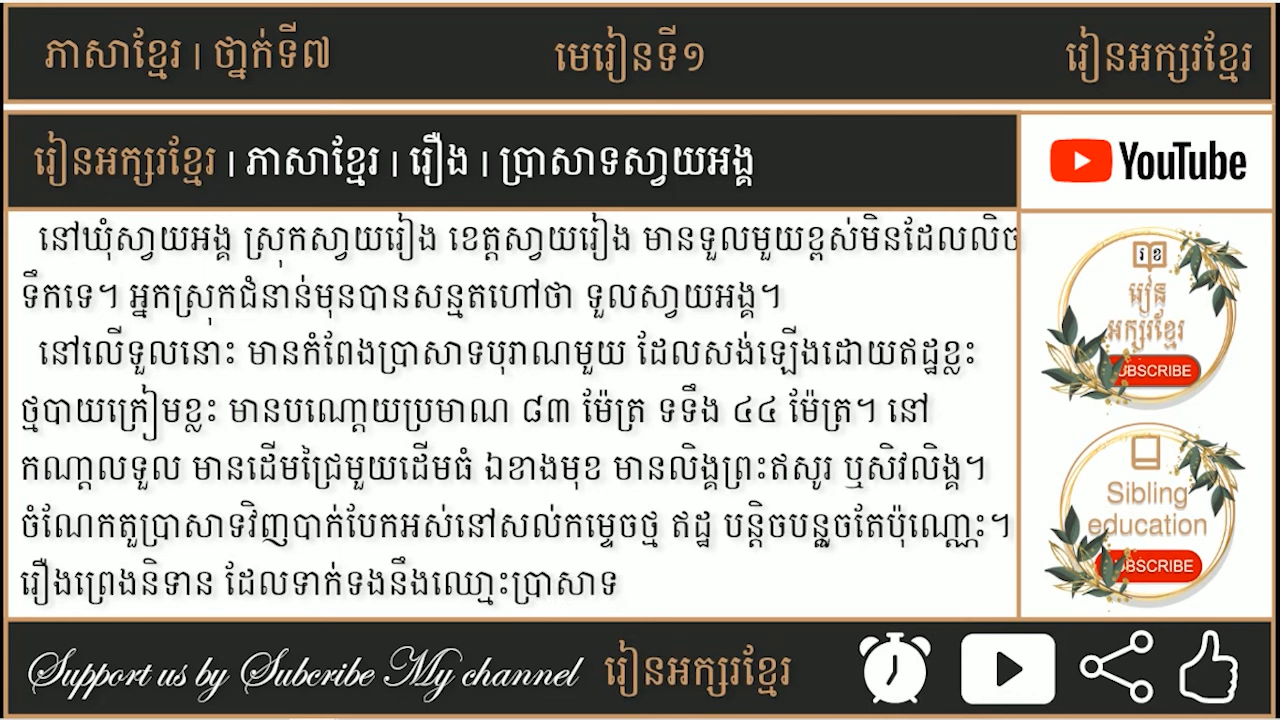 ភាសាខ្មែរ | ថ្នាក់ទី៧ មេរៀនទី១ រៀនអក្សរខ្មែរ
រៀនអក្សរខ្មែរ | ភាសាខ្មែរ | រឿង | ប្រាសាទស្វាយអង្គ
YouTube
នៅឃុំស្វាយអង្គ ស្រុកស្វាយរៀង ខេត្តស្វាយរៀង មានទួលមួយខ្ពស់មិនដែលលិច
ទឹកទេ។ អ្នកស្រុកជំនាន់មុនបានសន្មតហៅថា ទួលស្វាយអង្គ។
នៅលើទួលនោះ មានកំពែងប្រាសាទបុរាណមួយ ដែលសង់ឡើងដោយឥដ្ឋខ្លះ
ថ្មបាយក្រៀមខ្លះ មានបណ្តោយប្រមាណ ៨៣ ម៉ែត្រ ទទឹង ៤៤ ម៉ែត្រ។ នៅ
កណ្តាលទួល មានដើមជ្រៃមួយដើមធំ ឯខាងមុខ មានលិង្គព្រះឥសូរ ឬសិវលិង្គ។
ចំណែកតួប្រាសាទវិញបាក់បែកអស់នៅសល់កម្ទេចថ្ម ឥដ្ឋ បន្តិចបន្តួចតែប៉ុណ្ណោះ។
រឿងព្រេងនិទាន ដែលទាក់ទងនឹងឈ្មោះប្រាសាទ
រ ខ
រៀន
អក្សរខ្មែរ
UBSCRIBE
Sibling
education
UBSCRIBE
Support us by Subcribe My channel រៀនអក្សរខ្មែរ